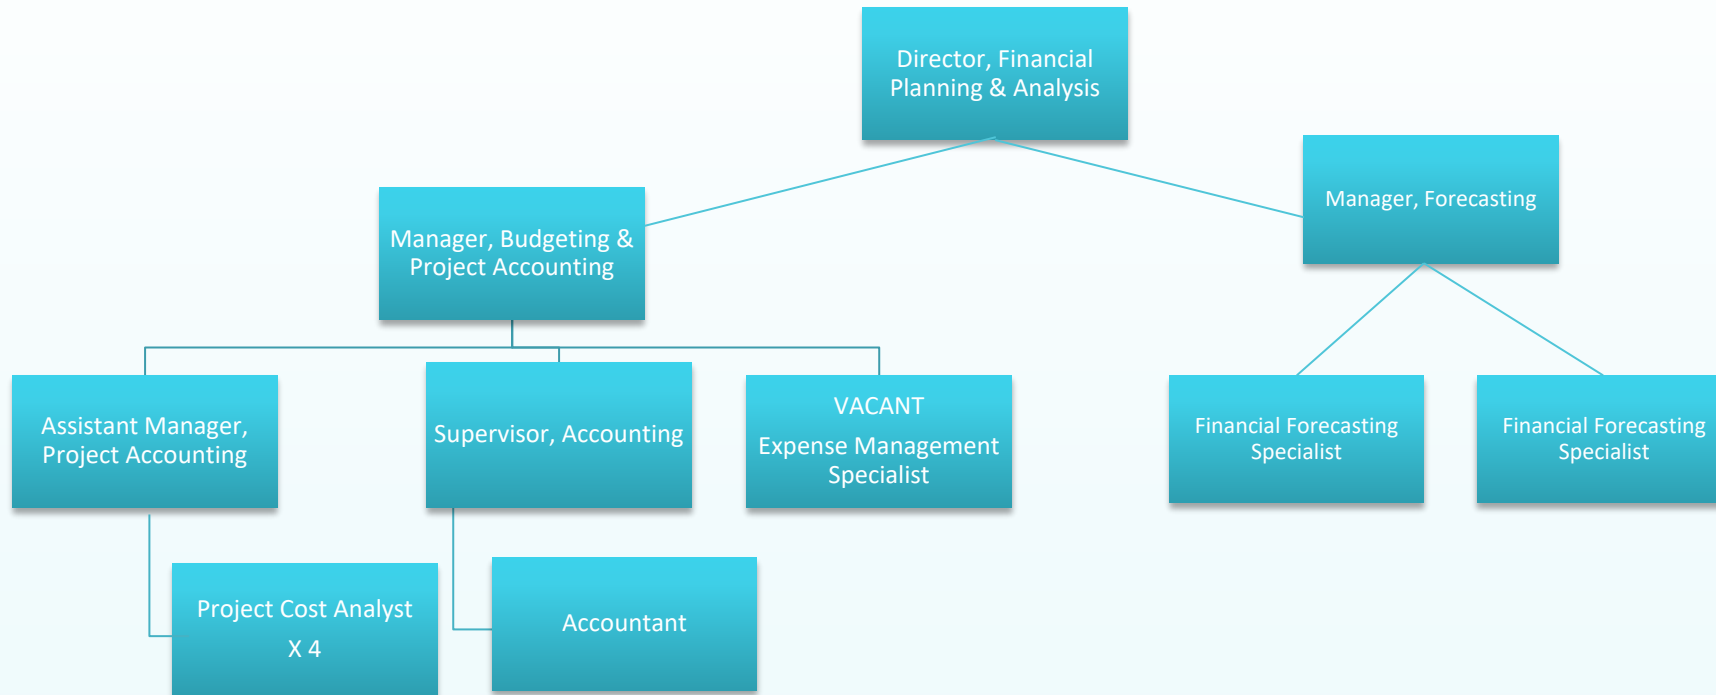 Director, Financial
Planning & Analysis
Manager, Forecasting
Manager, Budgeting &
Project Accounting
Assistant Manager,
Project Accounting
Supervisor, Accounting
VACANT
Expense Management
Specialist
Financial Forecasting
Specialist
Financial Forecasting
Specialist
Project Cost Analyst
X 4
Accountant